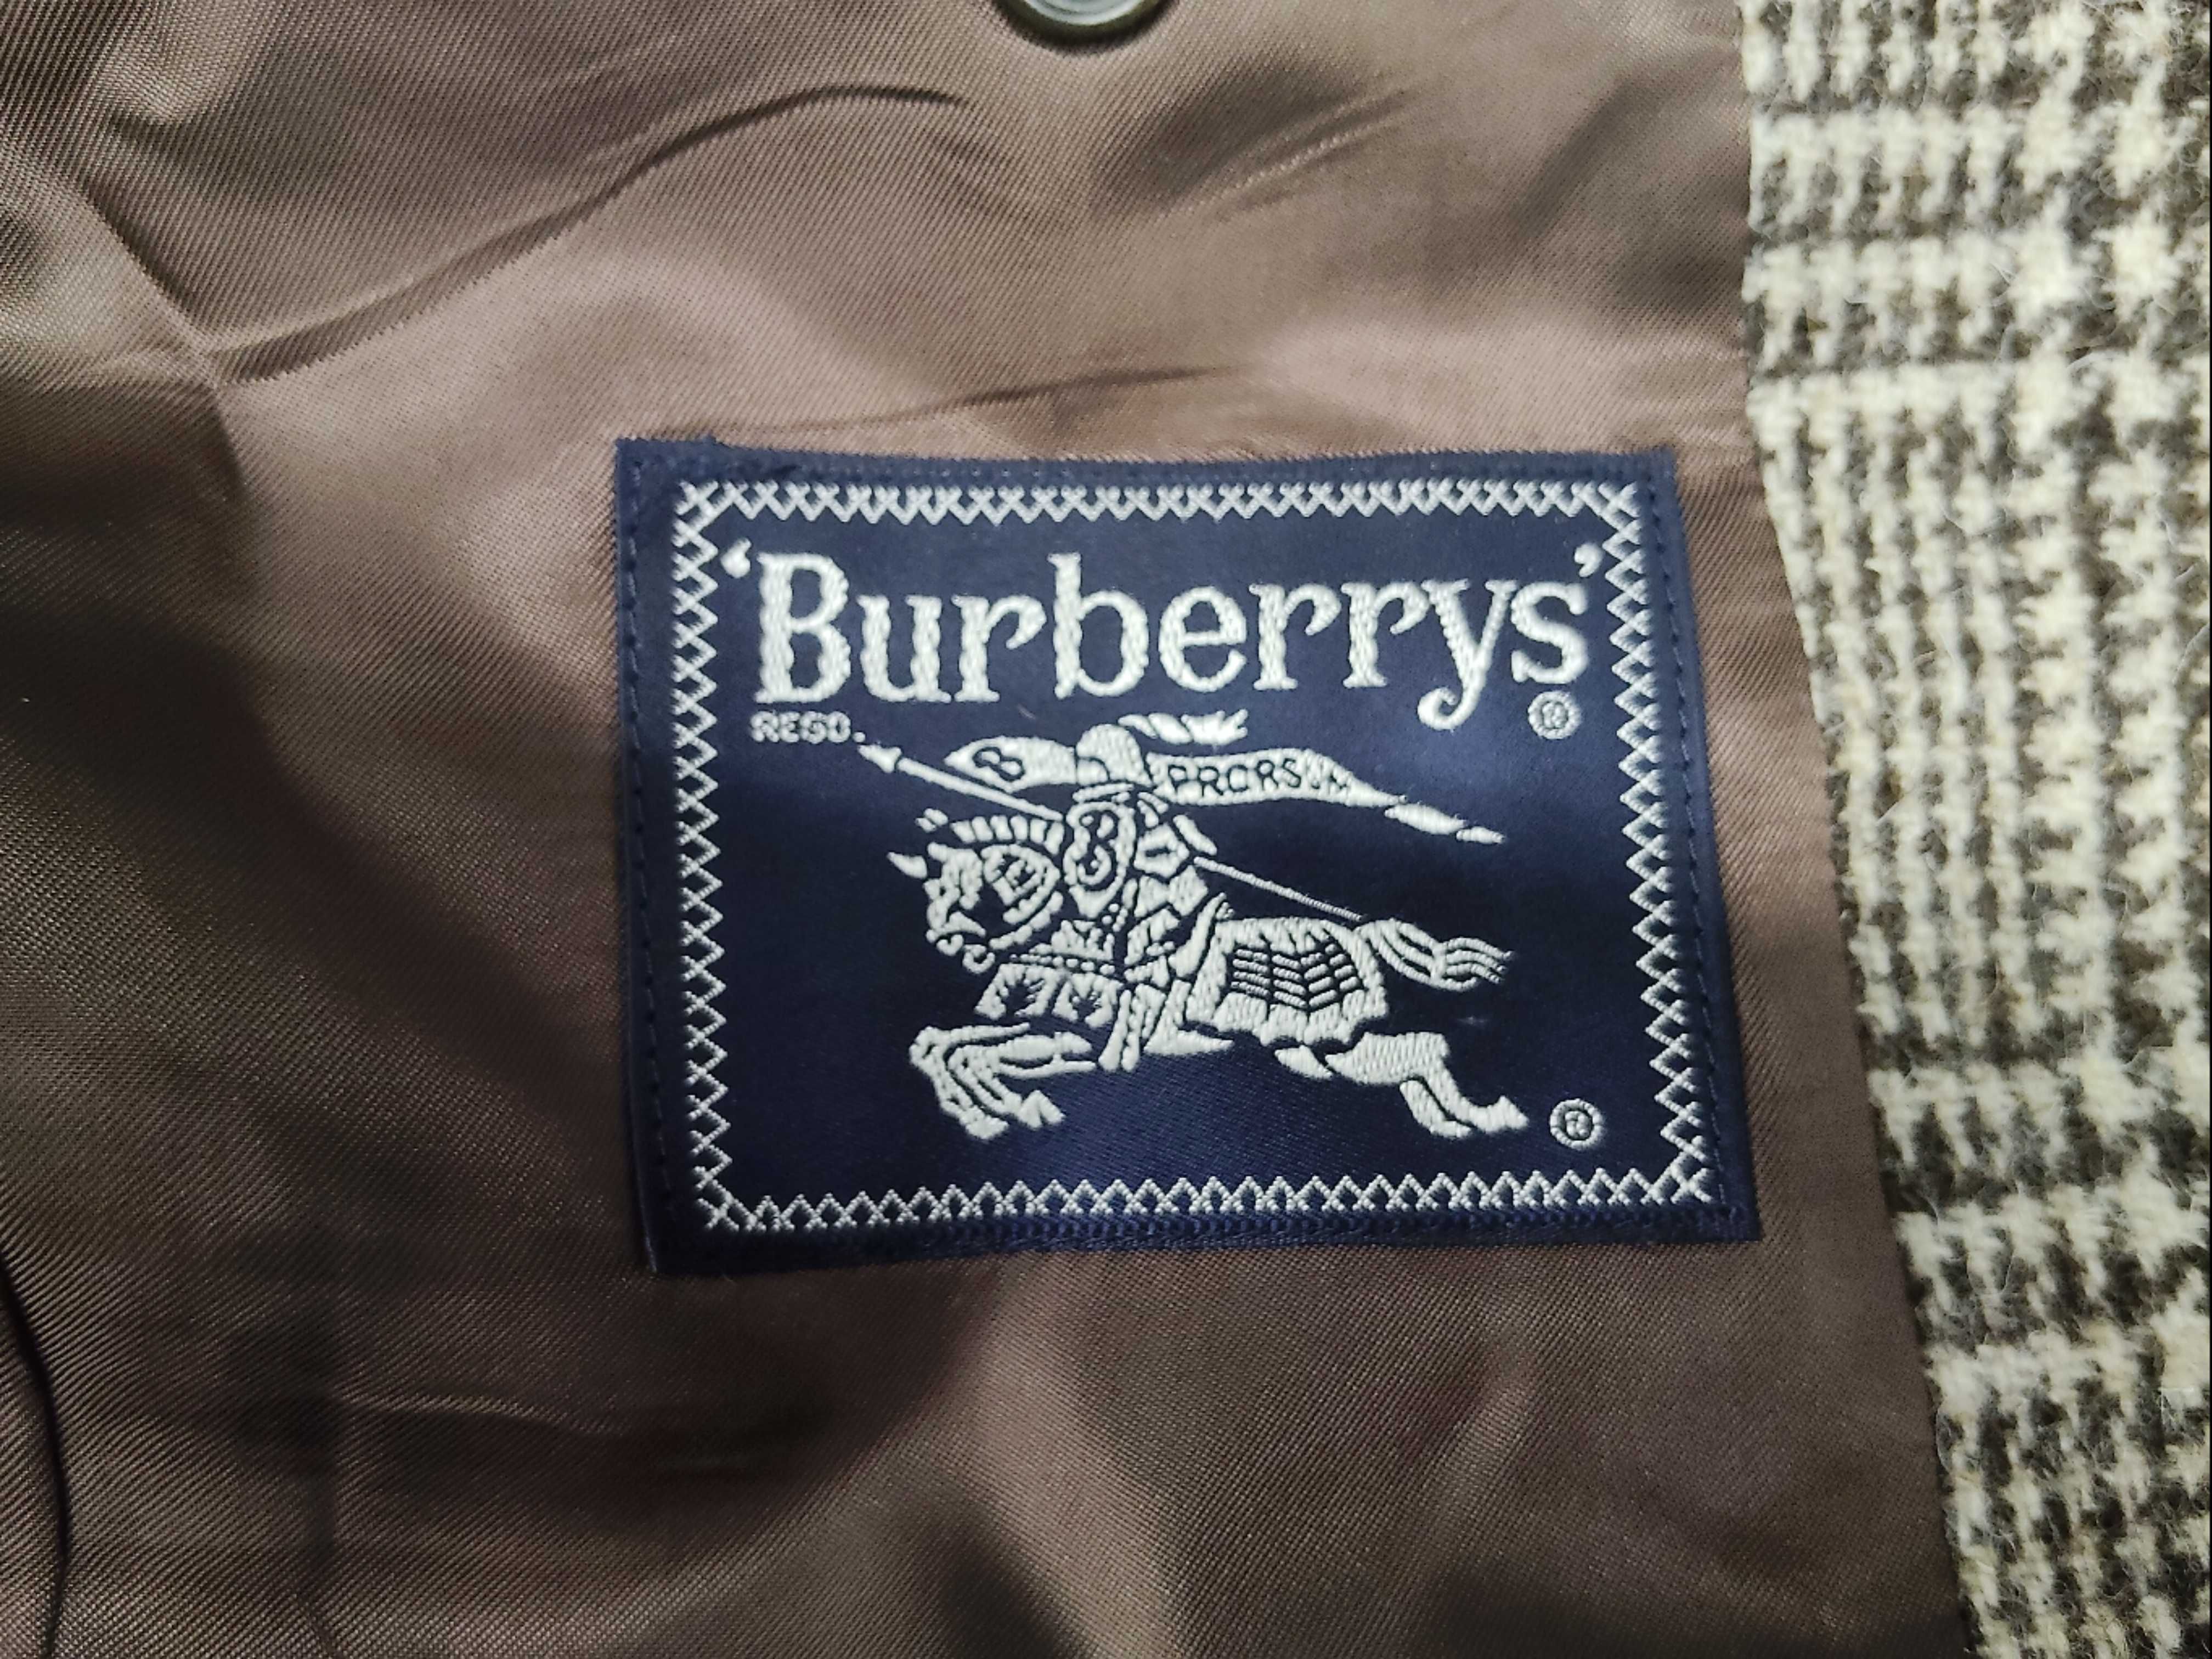 'Burberrys'
REGD. ®
B PRORSUM
B
®